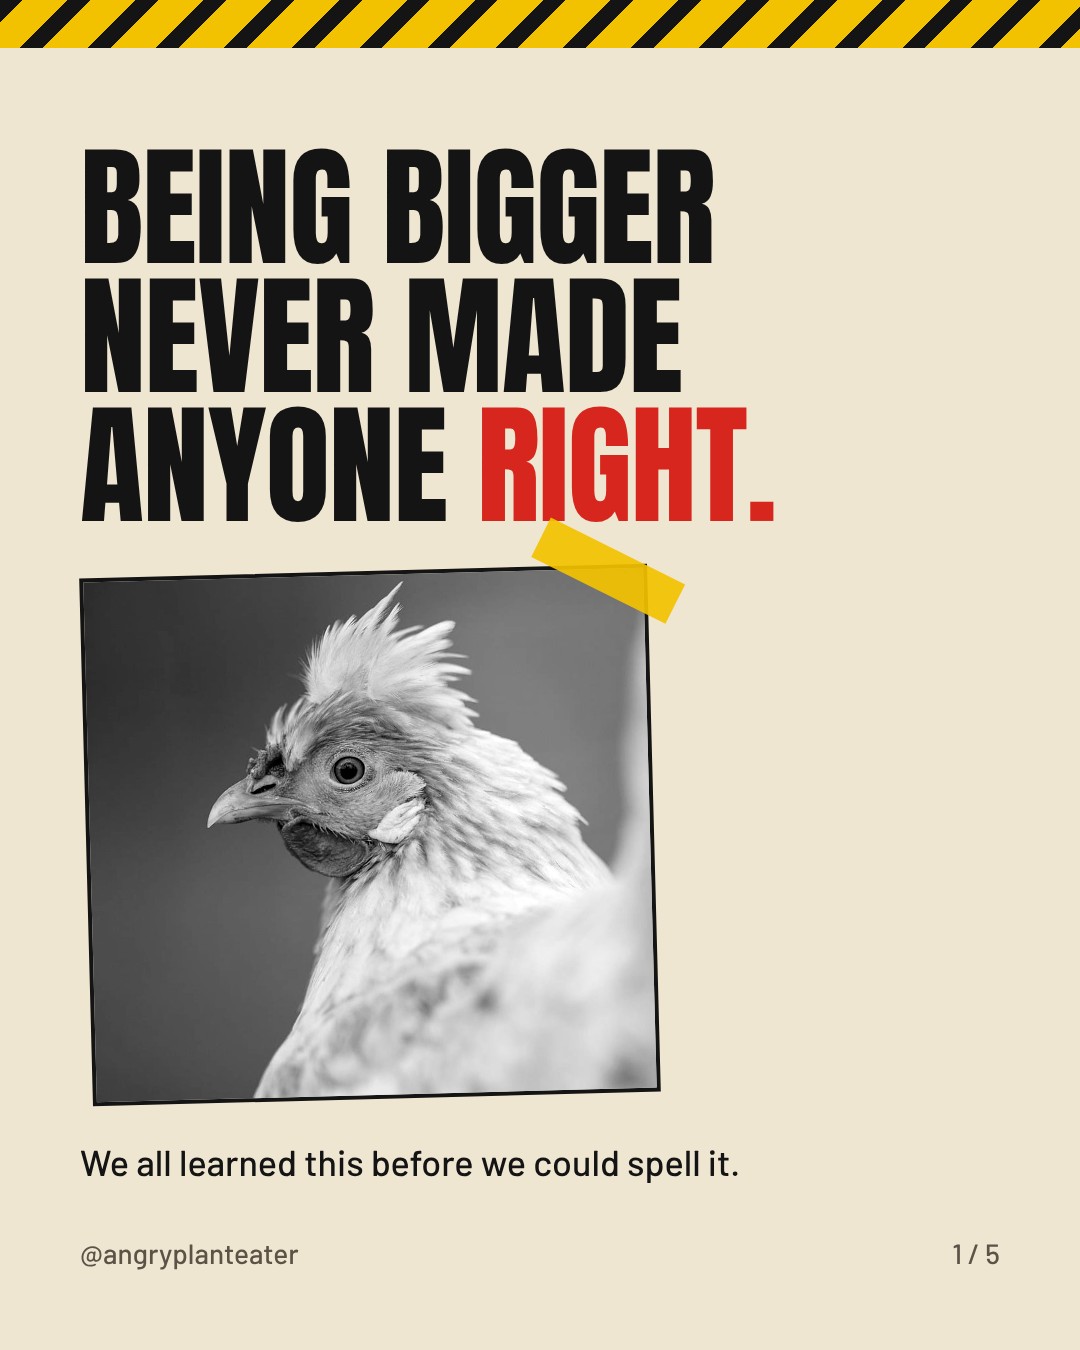 BEING BIGGER
NEVER MADE
ANYONE RIGHT.
We all learned this before we could spell it.
@angryplanteater
1 / 5